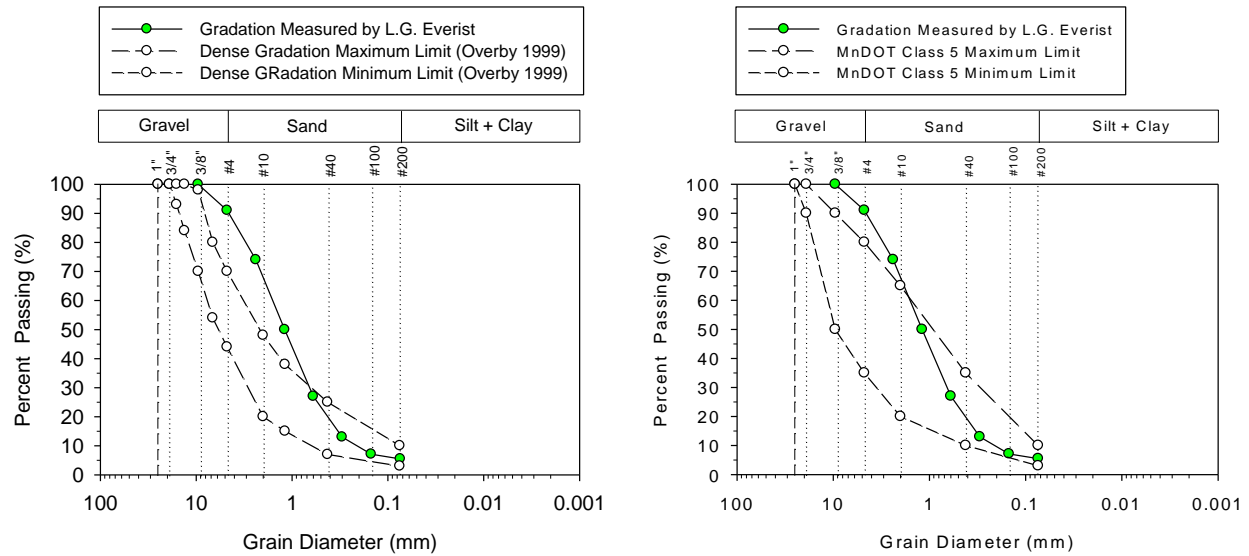 Gradation Measured by L.G. Everist
Dense Gradation Maximum Limit (Overby 1999)
Dense GRadation Minimum Limit (Overby 1999)
Gravel Sand Silt + Clay
1" 3/4" 3/8" #4 #10 #40 #100 #200
100
90
80
70
60
50
40
30
20
10
0
Percent Passing (%)
100 10 1 0.1 0.01 0.001
Grain Diameter (mm)
Gradation Measured by L.G. Everist
MnDOT Class 5 Maximum Limit
MnDOT Class 5 Minimum Limit
Gravel Sand Silt + Clay
1" 3/4" 3/8" #4 #10 #40 #100 #200
100
90
80
70
60
50
40
30
20
10
0
Percent Passing (%)
100 10 1 0.1 0.01 0.001
Grain Diameter (mm)